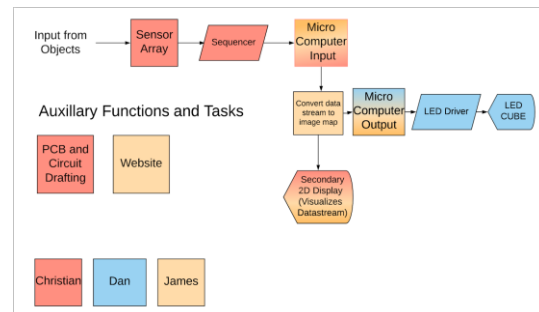 Input from
Objects
Sensor
Array
Sequencer
Micro
Computer
Input
Auxillary Functions and Tasks
Convert data
stream to
image map
Micro
Computer
Output
LED Driver
LED
CUBE
PCB and
Circuit
Drafting
Website
Secondary
2D Display
(Visualizes
Datastream)
Christian
Dan
James